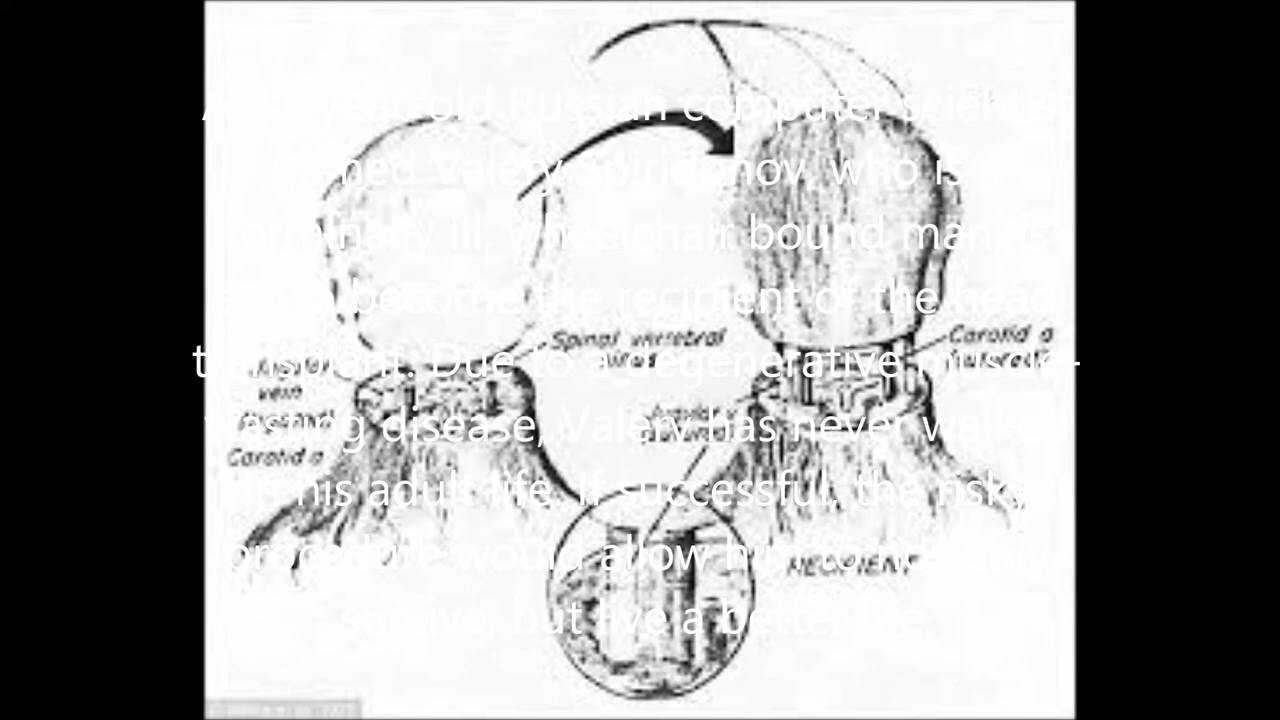 year-old Russian computer scientist
named Valery Spiridonov, who is a
terminally ill, wheelchair bound man is
to become the recipient of the head
transplant. Due to a degenerative muscle-
wasting disease, Valery has never walked
in his adult life. If successful, the risky
procedure would allow him to not only
survive, but live a better life.
Spinal vertebral
Carotid a
vein
Jugular v
Carotid a
RECIPIENT